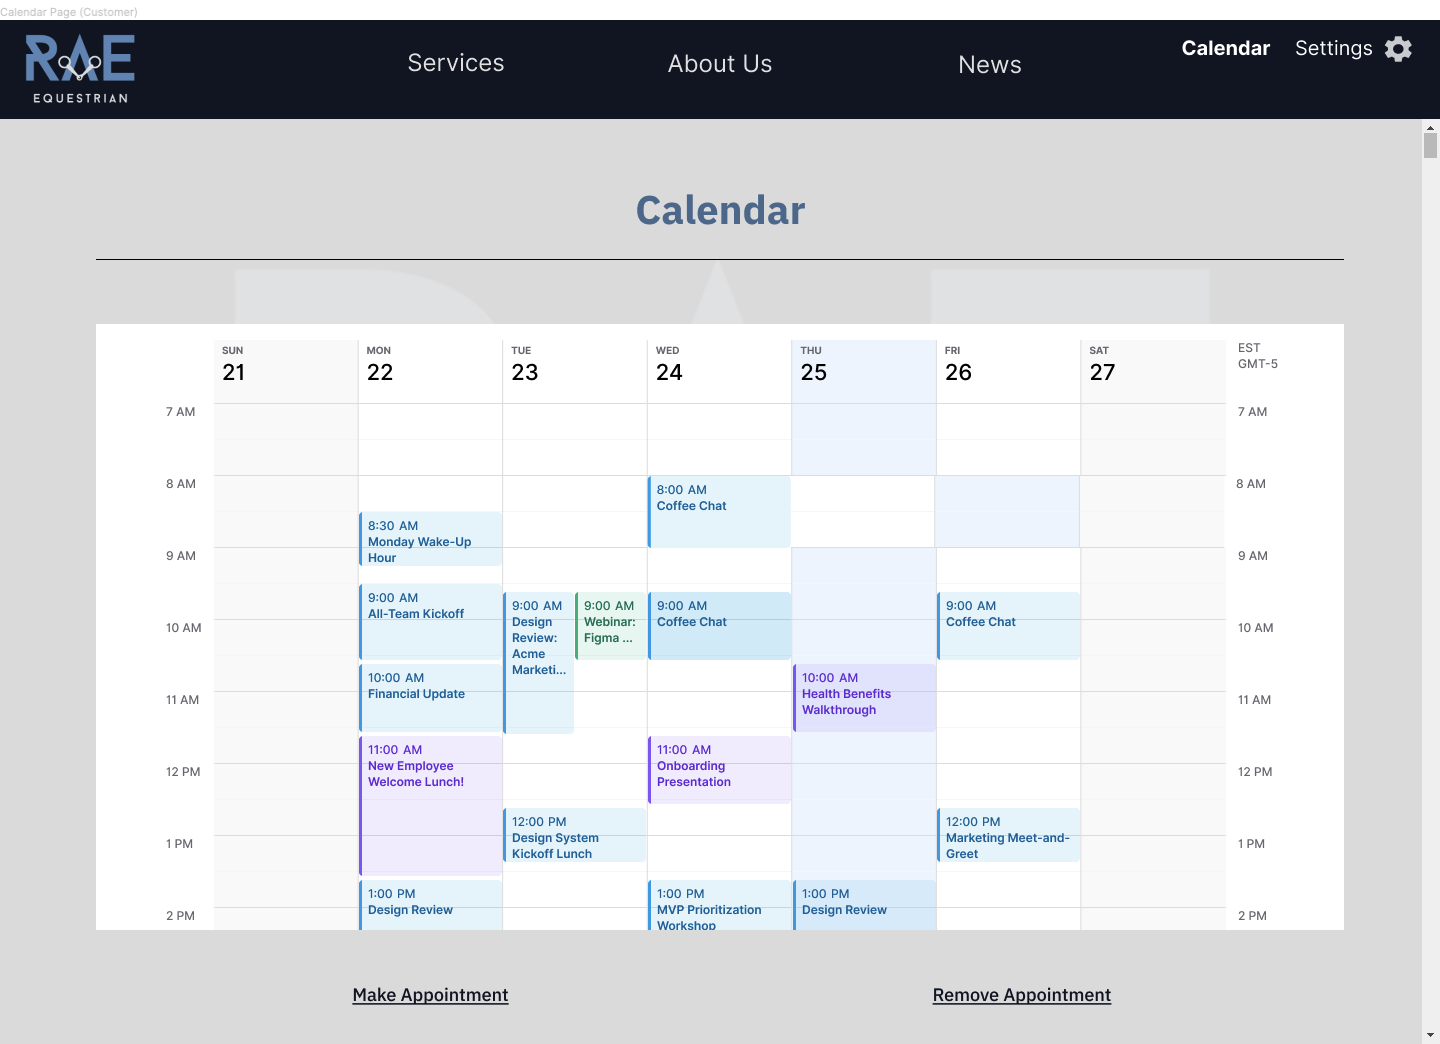 Calendar Page (Customer)
RAE
EQUESTRIAN
Services
About Us
News
Calendar
Settings
Calendar
SUN
21
MON
22
TUE
23
WED
24
THU
25
FRI
26
SAT
27
EST
GMT-5
7 AM
7 AM
8 AM
8 AM
8:00 AM
Coffee Chat
8:30 AM
Monday Wake-Up
Hour
9 AM
9 AM
9:00 AM
All-Team Kickoff
9:00 AM
Design
Review:
Acme
Marketi...
9:00 AM
Webinar:
Figma ...
9:00 AM
Coffee Chat
9:00 AM
Coffee Chat
10 AM
10 AM
10:00 AM
Financial Update
10:00 AM
Health Benefits
Walkthrough
11 AM
11 AM
11:00 AM
New Employee
Welcome Lunch!
11:00 AM
Onboarding
Presentation
12 PM
12 PM
12:00 PM
Design System
Kickoff Lunch
12:00 PM
Marketing Meet-and-
Greet
1 PM
1 PM
1:00 PM
Design Review
1:00 PM
MVP Prioritization
Workshop
1:00 PM
Design Review
2 PM
2 PM
Make Appointment
Remove Appointment